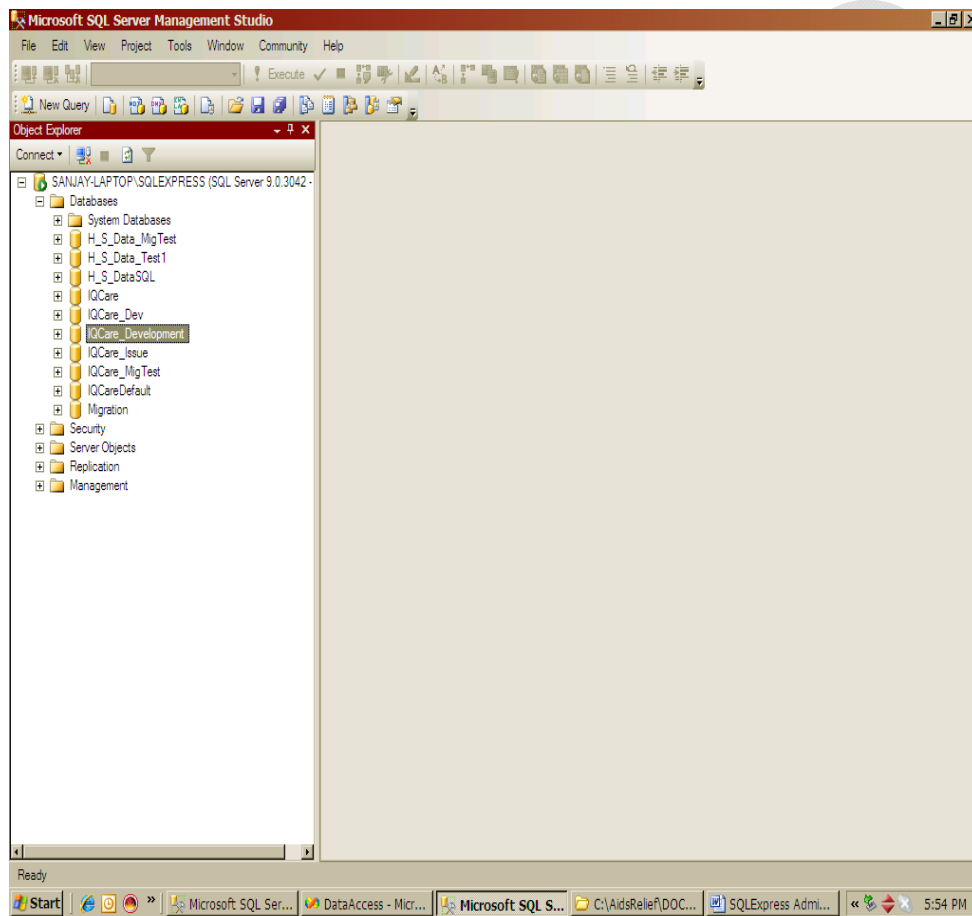 Microsoft SQL Server Management Studio
File Edit View Project Tools Window Community Help
Execute
New Query
Object Explorer
Connect
SANJAY-LAPTOP\SQLEXPRESS (SQL Server 9.0.3042 -
Databases
System Databases
H_S_Data_MigTest
H_S_Data_Test1
H_S_DataSQL
IQCare
IQCare_Dev
IQCare_Development
IQCare_Issue
IQCare_MigTest
IQCareDefault
Migration
Security
Server Objects
Replication
Management
Ready
Start Microsoft SQL Ser... DataAccess - Micr... Microsoft SQL S... C:\AidsRelief\DOC... SQLExpress Admi... 5:54 PM